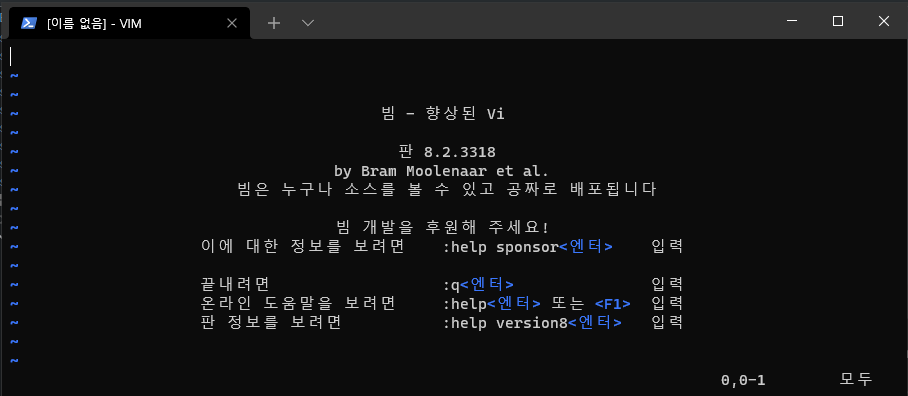 [이름 없음] - VIM
~
~
~ 빔 - 향상된 Vi
~
~ 판 8.2.3318
~ by Bram Moolenaar et al.
~ 빔은 누구나 소스를 볼 수 있고 공짜로 배포됩니다
~
~ 빔 개발을 후원해 주세요!
~ 이에 대한 정보를 보려면 :help sponsor<엔터> 입력
~
~ 끝내려면 :q<엔터> 입력
~ 온라인 도움말을 보려면 :help<엔터> 또는 <F1> 입력
~ 판 정보를 보려면 :help version8<엔터> 입력
~
~
0,0-1 모두